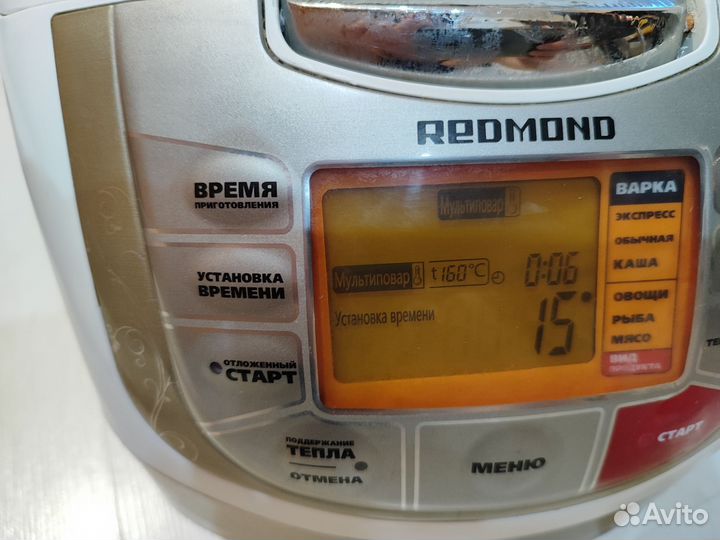 REDMOND
ВРЕМЯ
ПРИГОТОВЛЕНИЯ
УСТАНОВКА
ВРЕМЕНИ
ОТЛОЖЕННЫЙ
СТАРТ
ПОДДЕРЖАНИЕ
ТЕПЛА
ОТМЕНА
МЕНЮ
СТАРТ
Мультиповар
Мультиповар t160°C 0:06
Установка времени 15
ВАРКА
ЭКСПРЕСС
ОБЫЧНАЯ
КАША
ОВОЩИ
РЫБА
МЯСО
ВИД
ПРОДУКТА
Avito